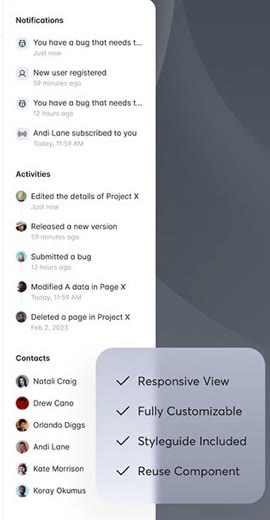 Notifications
You have a bug that needs t...
Just now
New user registered
59 minutes ago
You have a bug that needs t...
12 hours ago
Andi Lane subscribed to you
Today, 11:59 AM
Activities
Edited the details of Project X
Just now
Released a new version
59 minutes ago
Submitted a bug
12 hours ago
Modified A data in Page X
Today, 11:59 AM
Deleted a page in Project X
Feb 2, 2023
Contacts
Natali Craig
Drew Cano
Orlando Diggs
Andi Lane
Kate Morrison
Koray Okumus
Responsive View
Fully Customizable
Styleguide Included
Reuse Component